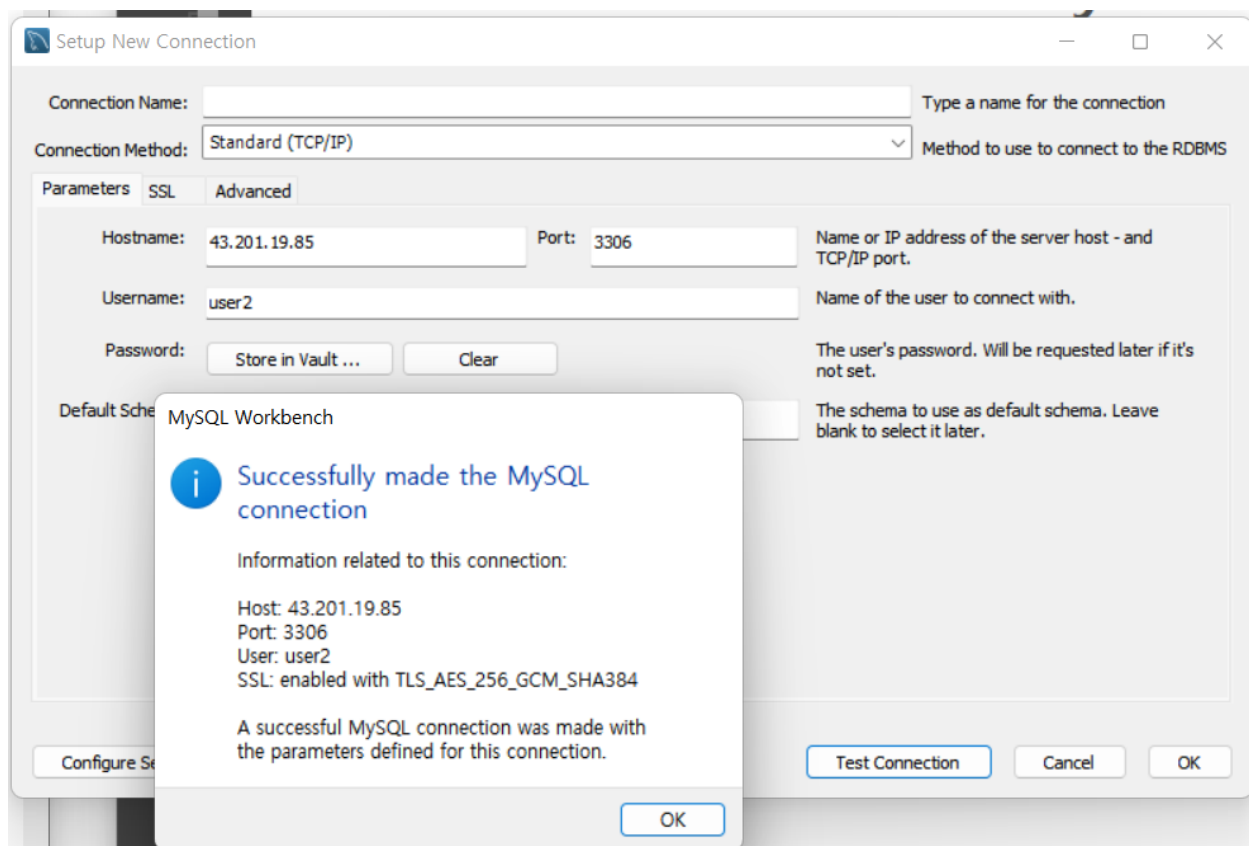 Setup New Connection
Connection Name:
Type a name for the connection
Connection Method:
Standard (TCP/IP)
Method to use to connect to the RDBMS
Parameters
SSL
Advanced
Hostname:
43.201.19.85
Port:
3306
Name or IP address of the server host - and
TCP/IP port.
Username:
user2
Name of the user to connect with.
Password:
Store in Vault ...
Clear
The user's password. Will be requested later if it's
not set.
Default Sche
The schema to use as default schema. Leave
blank to select it later.
MySQL Workbench
Successfully made the MySQL
connection
Information related to this connection:
Host: 43.201.19.85
Port: 3306
User: user2
SSL: enabled with TLS_AES_256_GCM_SHA384
A successful MySQL connection was made with
the parameters defined for this connection.
OK
Configure Se
Test Connection
Cancel
OK